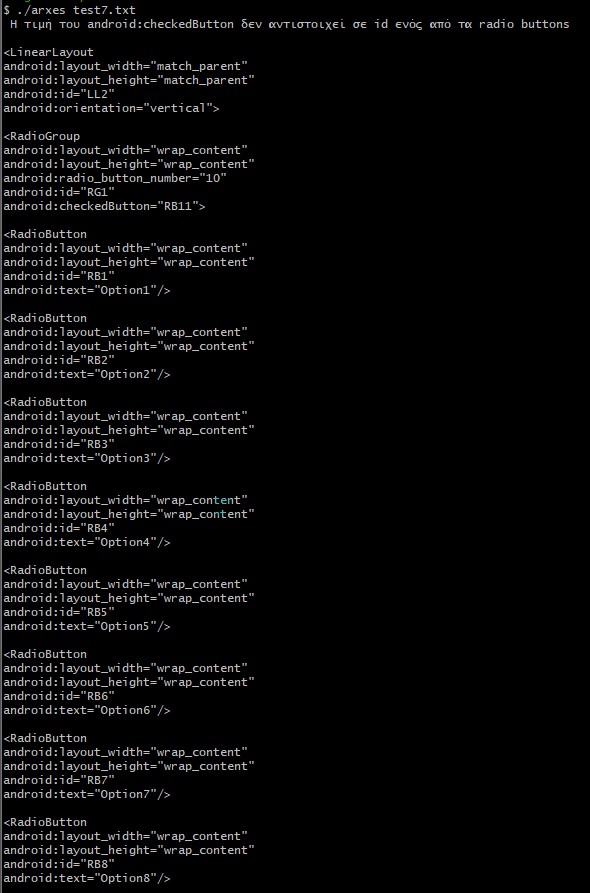 $ ./arxes test7.txt
Η τιμή του android:checkedButton δεν αντιστοιχεί σε id ενός από τα radio buttons
<LinearLayout
android:layout_width="match_parent"
android:layout_height="match_parent"
android:id="LL2"
android:orientation="vertical">
<RadioGroup
android:layout_width="wrap_content"
android:layout_height="wrap_content"
android:radio_button_number="10"
android:id="RG1"
android:checkedButton="RB11">
<RadioButton
android:layout_width="wrap_content"
android:layout_height="wrap_content"
android:id="RB1"
android:text="Option1"/>
<RadioButton
android:layout_width="wrap_content"
android:layout_height="wrap_content"
android:id="RB2"
android:text="Option2"/>
<RadioButton
android:layout_width="wrap_content"
android:layout_height="wrap_content"
android:id="RB3"
android:text="Option3"/>
<RadioButton
android:layout_width="wrap_content"
android:layout_height="wrap_content"
android:id="RB4"
android:text="Option4"/>
<RadioButton
android:layout_width="wrap_content"
android:layout_height="wrap_content"
android:id="RB5"
android:text="Option5"/>
<RadioButton
android:layout_width="wrap_content"
android:layout_height="wrap_content"
android:id="RB6"
android:text="Option6"/>
<RadioButton
android:layout_width="wrap_content"
android:layout_height="wrap_content"
android:id="RB7"
android:text="Option7"/>
<RadioButton
android:layout_width="wrap_content"
android:layout_height="wrap_content"
android:id="RB8"
android:text="Option8"/>